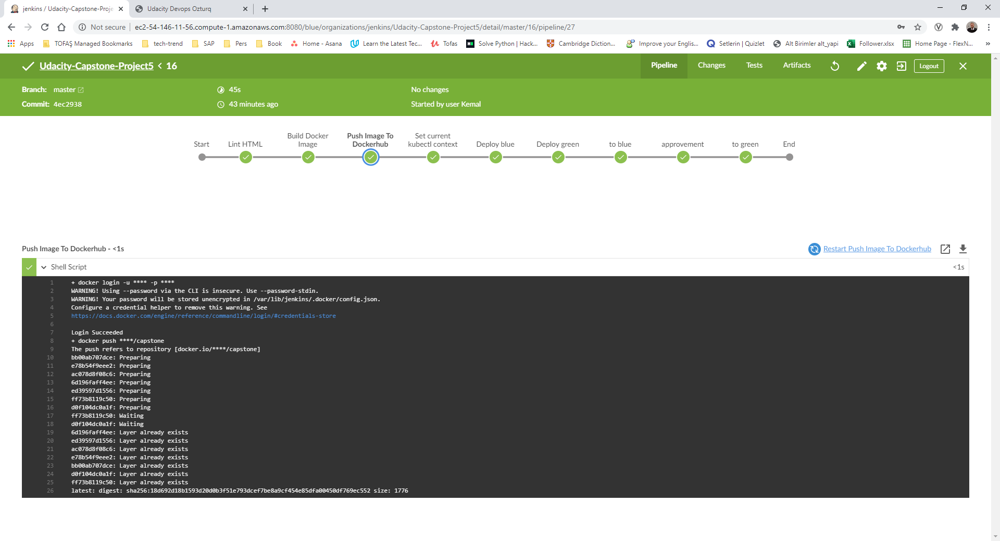 jenkins / Udacity-Capstone-Proje
Udacity Devops Ozturq
Not secure
ec2-54-146-11-56.compute-1.amazonaws.com:8080/blue/organizations/jenkins/Udacity-Capstone-Project5/detail/master/16/pipeline/27
Apps TOFAŞ Managed Bookmarks tech-trend SAP Pers Book Home - Asana Learn the Latest Tec... Tofas Solve Python | Hack... Cambridge Diction... Improve your Englis... Setlerin | Quizlet Alt Birimler alt_yapi Follower.xlsx Home Page - FlexN... »
Udacity-Capstone-Project5 < 16
Pipeline Changes Tests Artifacts Logout
Branch: master 45s No changes
Commit: 4ec2938 43 minutes ago Started by user Kemal
Start
Lint HTML
Build Docker
Image
Push Image To
Dockerhub
Set current
kubectl context
Deploy blue
Deploy green
to blue
approvement
to green
End
Push Image To Dockerhub - <1s
Restart Push Image To Dockerhub
Shell Script <1s
1 + docker login -u **** -p ****
2 WARNING! Using --password via the CLI is insecure. Use --password-stdin.
3 WARNING! Your password will be stored unencrypted in /var/lib/jenkins/.docker/config.json.
4 Configure a credential helper to remove this warning. See
5 https://docs.docker.com/engine/reference/commandline/login/#credentials-store
6
7 Login Succeeded
8 + docker push ****/capstone
9 The push refers to repository [docker.io/****/capstone]
10 bb00ab707dce: Preparing
11 e78b54f9eee2: Preparing
12 ac078d8f08c6: Preparing
13 6d196faff4ee: Preparing
14 ed39597d1556: Preparing
15 ff73b8119c50: Preparing
16 d0f104dc0a1f: Preparing
17 ff73b8119c50: Waiting
18 d0f104dc0a1f: Waiting
19 6d196faff4ee: Layer already exists
20 ed39597d1556: Layer already exists
21 ac078d8f08c6: Layer already exists
22 e78b54f9eee2: Layer already exists
23 bb00ab707dce: Layer already exists
24 d0f104dc0a1f: Layer already exists
25 ff73b8119c50: Layer already exists
26 latest: digest: sha256:18d692d18b1593d20d0b3f51e793dcef7be8a9cf454e85dfa00450df769ec552 size: 1776